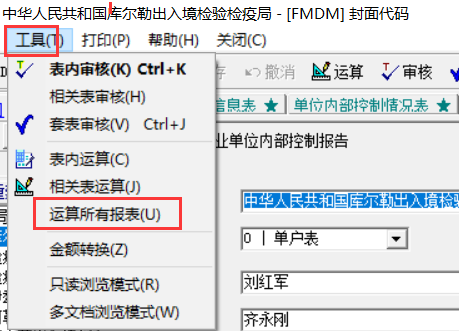 中华人民共和国库尔勒出入境检验检疫局 - [FMDM] 封面代码
工具(T) 打印(P) 帮助(H) 关闭(C)
表内审核(K) Ctrl+K
存 撤消 运算 审核
相关表审核(H)
信息表 ★ 单位内部控制情况表 ★
套表审核(V) Ctrl+J
业单位内部控制报告
表内运算(C)
相关表运算(J)
中华人民共和国库尔勒出入境检验
运算所有报表(U)
0 | 单户表
金额转换(Z)
只读浏览模式(R)
刘红军
多文档浏览模式(W)
齐永刚